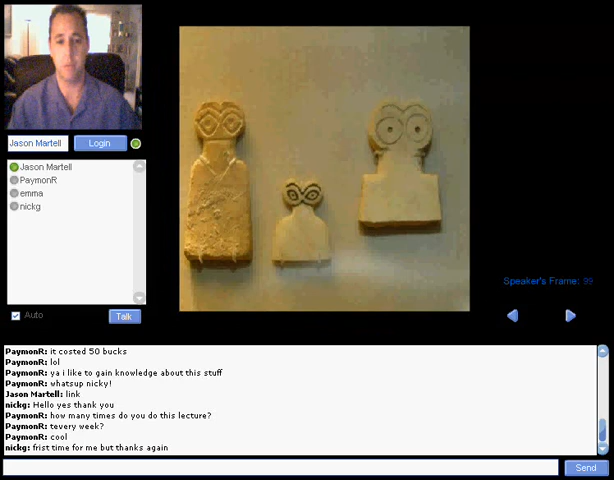 Jason Martell
Login
Jason Martell
PaymonR
emma
nickg
Auto
Talk
Speaker's Frame: 99
PaymonR: it costed 50 bucks
PaymonR: lol
PaymonR: ya i like to gain knowledge about this stuff
PaymonR: whatsup nicky!
Jason Martell: link
nickg: Hello yes thank you
PaymonR: how many times do you do this lecture?
PaymonR: tevery week?
PaymonR: cool
nickg: frist time for me but thanks again
Send